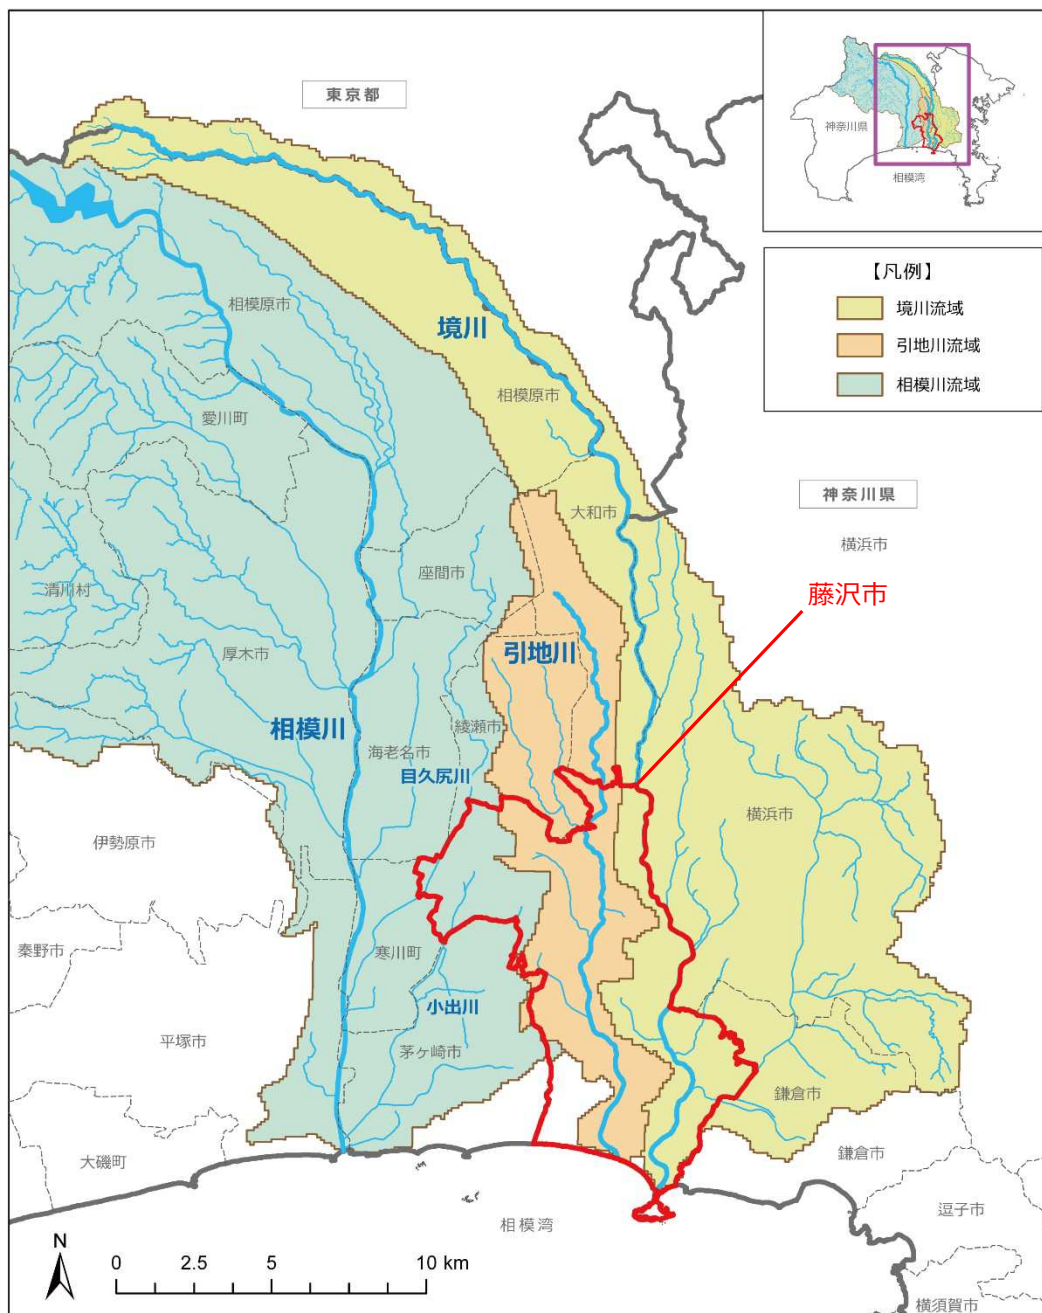 東京都
神奈川県
相模湾
【凡例】
境川流域
引地川流域
相模川流域
相模原市
境川
相模原市
愛川町
神奈川県
大和市
横浜市
座間市
清川村
藤沢市
厚木市
引地川
相模川
綾瀬市
海老名市
目久尻川
横浜市
伊勢原市
秦野市
寒川町
小出川
平塚市
茅ヶ崎市
鎌倉市
大磯町
鎌倉市
逗子市
相模湾
N
0 2.5 5 10 km
横須賀市